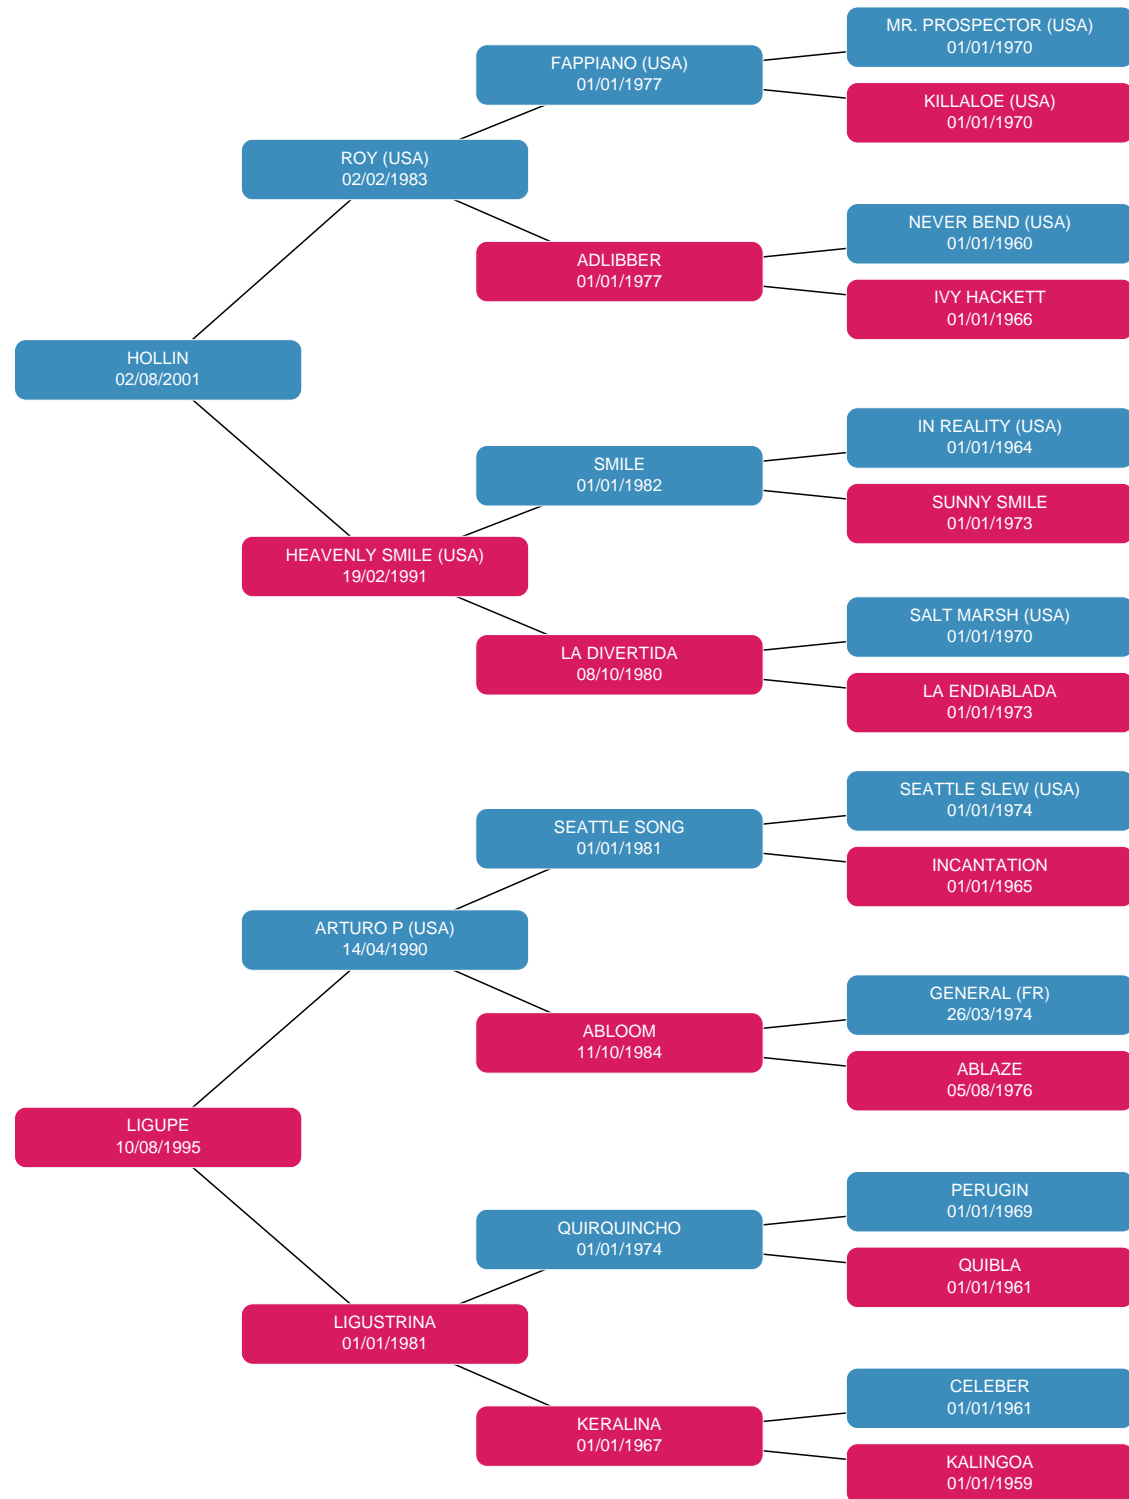 MR. PROSPECTOR (USA)
01/01/1970
FAPPIANO (USA)
01/01/1977
KILLALOE (USA)
01/01/1970
ROY (USA)
02/02/1983
NEVER BEND (USA)
01/01/1960
ADLIBBER
01/01/1977
IVY HACKETT
01/01/1966
HOLLIN
02/08/2001
IN REALITY (USA)
01/01/1964
SMILE
01/01/1982
SUNNY SMILE
01/01/1973
HEAVENLY SMILE (USA)
19/02/1991
SALT MARSH (USA)
01/01/1970
LA DIVERTIDA
08/10/1980
LA ENDIABLADA
01/01/1973
SEATTLE SLEW (USA)
01/01/1974
SEATTLE SONG
01/01/1981
INCANTATION
01/01/1965
ARTURO P (USA)
14/04/1990
GENERAL (FR)
26/03/1974
ABLOOM
11/10/1984
ABLAZE
05/08/1976
LIGUPE
10/08/1995
PERUGIN
01/01/1969
QUIRQUINCHO
01/01/1974
QUIBLA
01/01/1961
LIGUSTRINA
01/01/1981
CELEBER
01/01/1961
KERALINA
01/01/1967
KALINGOA
01/01/1959